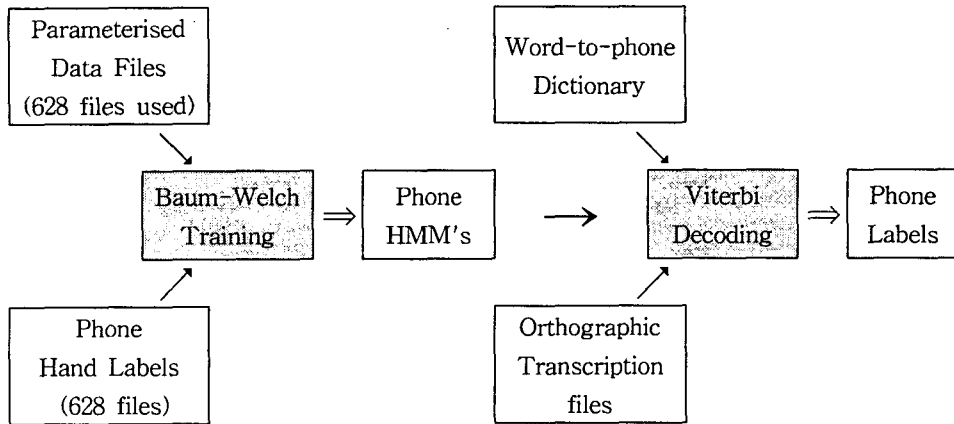 Parameterised
Data Files
(628 files used)
Word-to-phone
Dictionary
Baum-Welch
Training
Phone
HMM's
Viterbi
Decoding
Phone
Labels
Phone
Hand Labels
(628 files)
Orthographic
Transcription
files